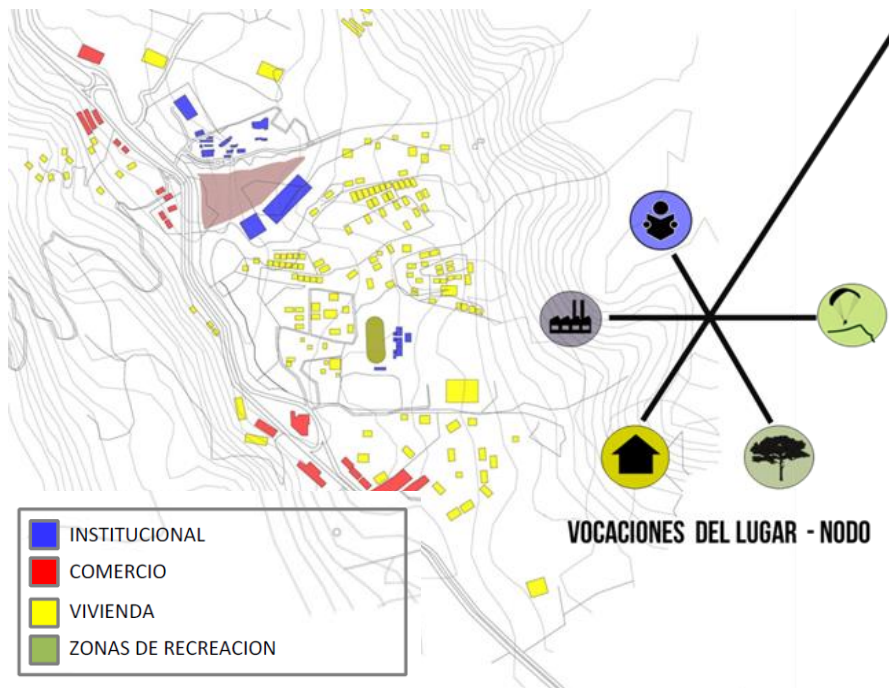 VOCACIONES DEL LUGAR - NODO
INSTITUCIONAL
COMERCIO
VIVIENDA
ZONAS DE RECREACION